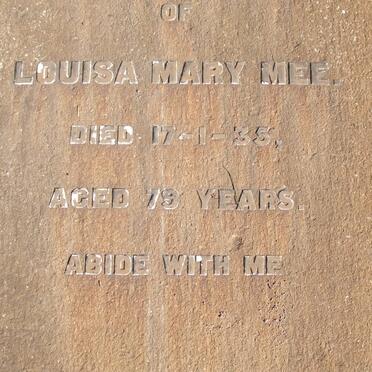 OF
LOUISA MARY MEE.
DIED. 17-1-35,
AGED 79 YEARS.
ABIDE WITH ME